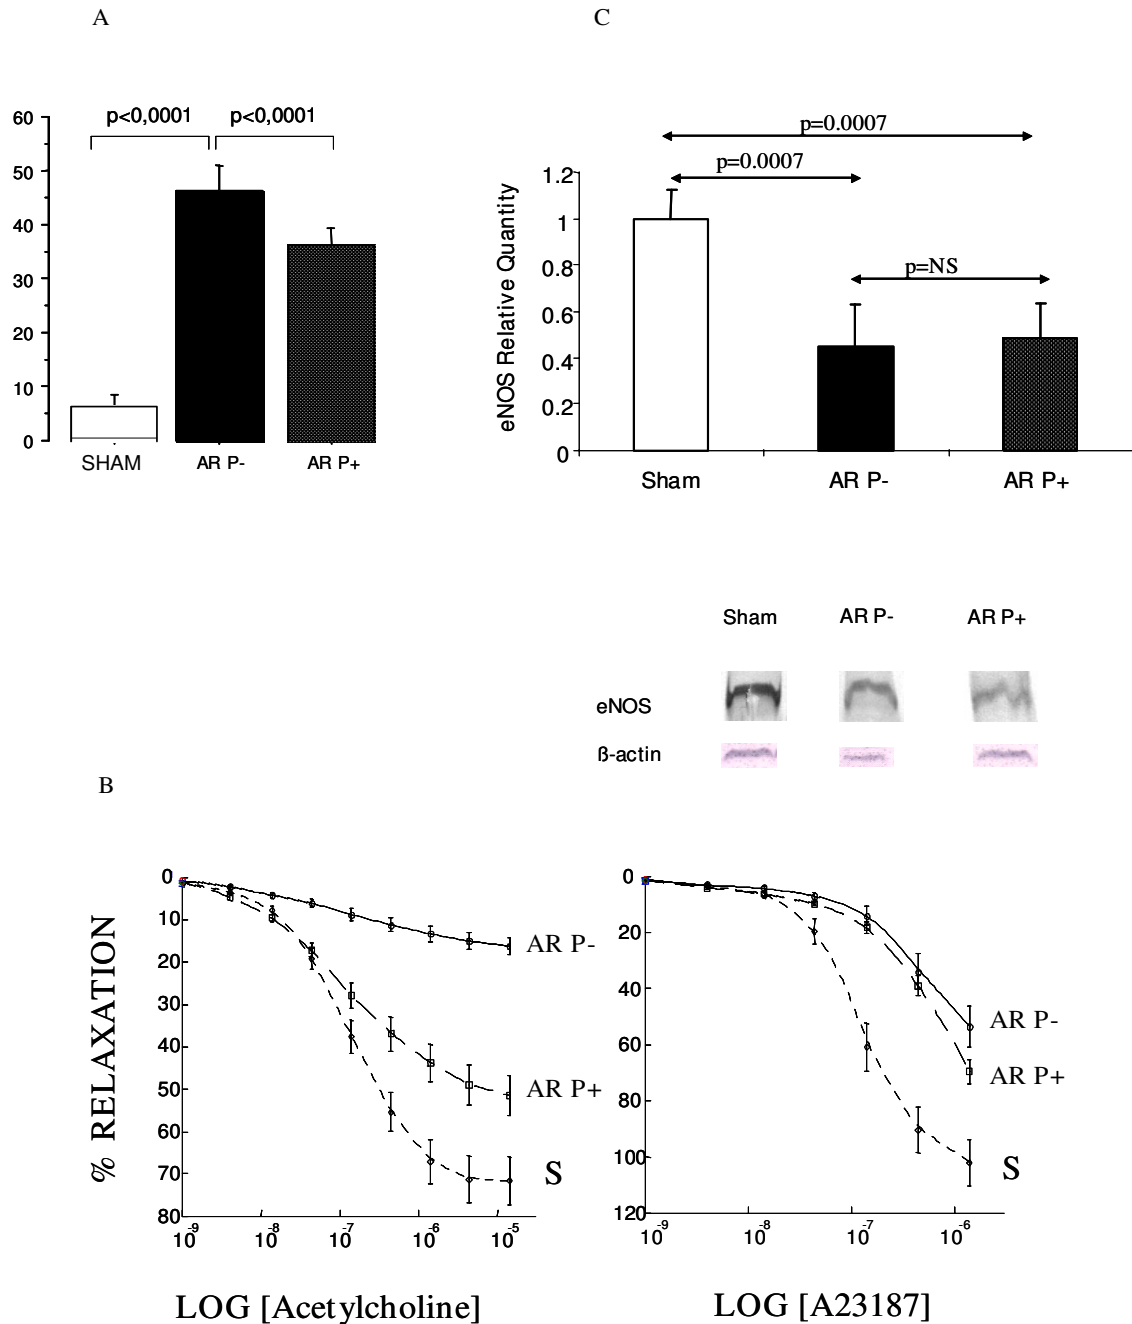 A
C
p<0,0001
p<0,0001
60
50
40
30
20
10
0
SHAM
AR P-
AR P+
p=0.0007
p=0.0007
p=NS
eNOS Relative Quantity
1.2
1
0.8
0.6
0.4
0.2
0
Sham
AR P-
AR P+
Sham
AR P-
AR P+
eNOS
ß-actin
B
% RELAXATION
0
10
20
30
40
50
60
70
80
AR P-
AR P+
S
10⁻⁹
10⁻⁸
10⁻⁷
10⁻⁶
10⁻⁵
LOG [Acetylcholine]
0
20
40
60
80
100
120
AR P-
AR P+
S
10⁻⁹
10⁻⁸
10⁻⁷
10⁻⁶
LOG [A23187]